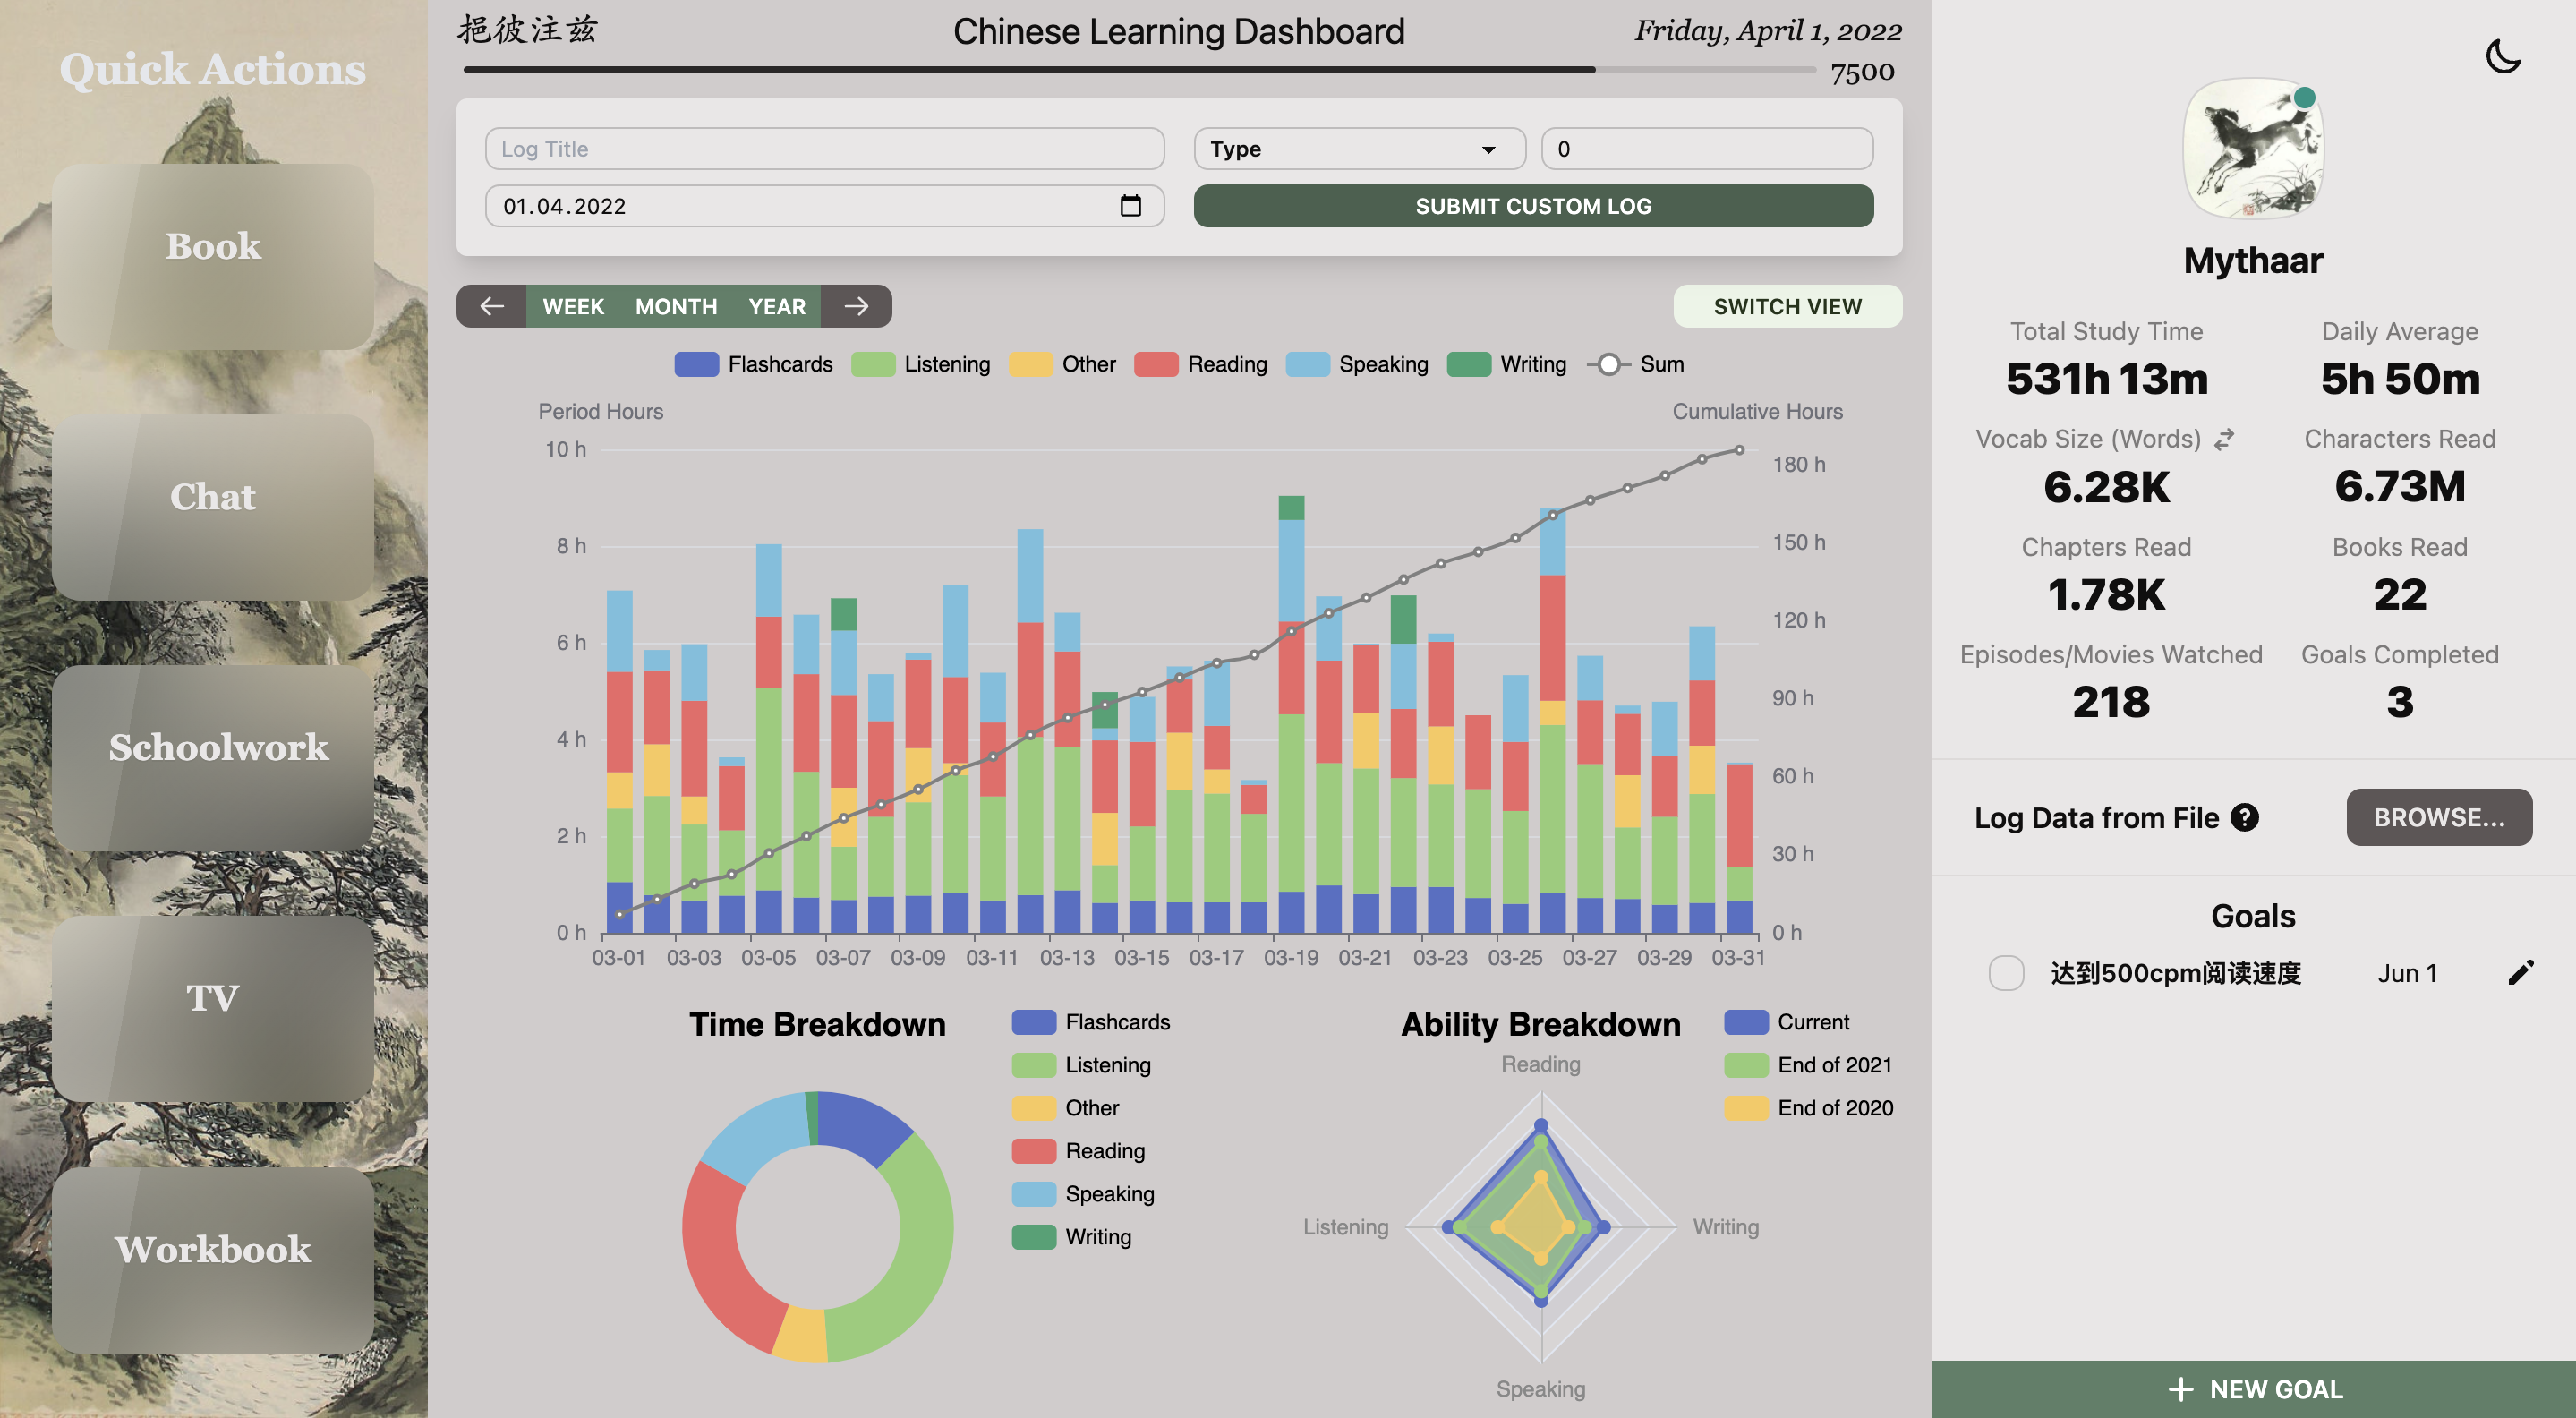 Quick Actions
Book
Chat
Schoolwork
TV
Workbook
挹彼注兹
Chinese Learning Dashboard
Friday, April 1, 2022
7500
Log Title
Type
0
01.04.2022
SUBMIT CUSTOM LOG
WEEK MONTH YEAR
SWITCH VIEW
Flashcards Listening Other Reading Speaking Writing Sum
Period Hours
Cumulative Hours
10 h
8 h
6 h
4 h
2 h
0 h
180 h
150 h
120 h
90 h
60 h
30 h
0 h
03-01 03-03 03-05 03-07 03-09 03-11 03-13 03-15 03-17 03-19 03-21 03-23 03-25 03-27 03-29 03-31
Time Breakdown
Flashcards
Listening
Other
Reading
Speaking
Writing
Ability Breakdown
Current
End of 2021
End of 2020
Reading
Listening
Writing
Speaking
Mythaar
Total Study Time
531h 13m
Daily Average
5h 50m
Vocab Size (Words)
6.28K
Characters Read
6.73M
Chapters Read
1.78K
Books Read
22
Episodes/Movies Watched
218
Goals Completed
3
Log Data from File ?
BROWSE...
Goals
达到500cpm阅读速度 Jun 1
+ NEW GOAL